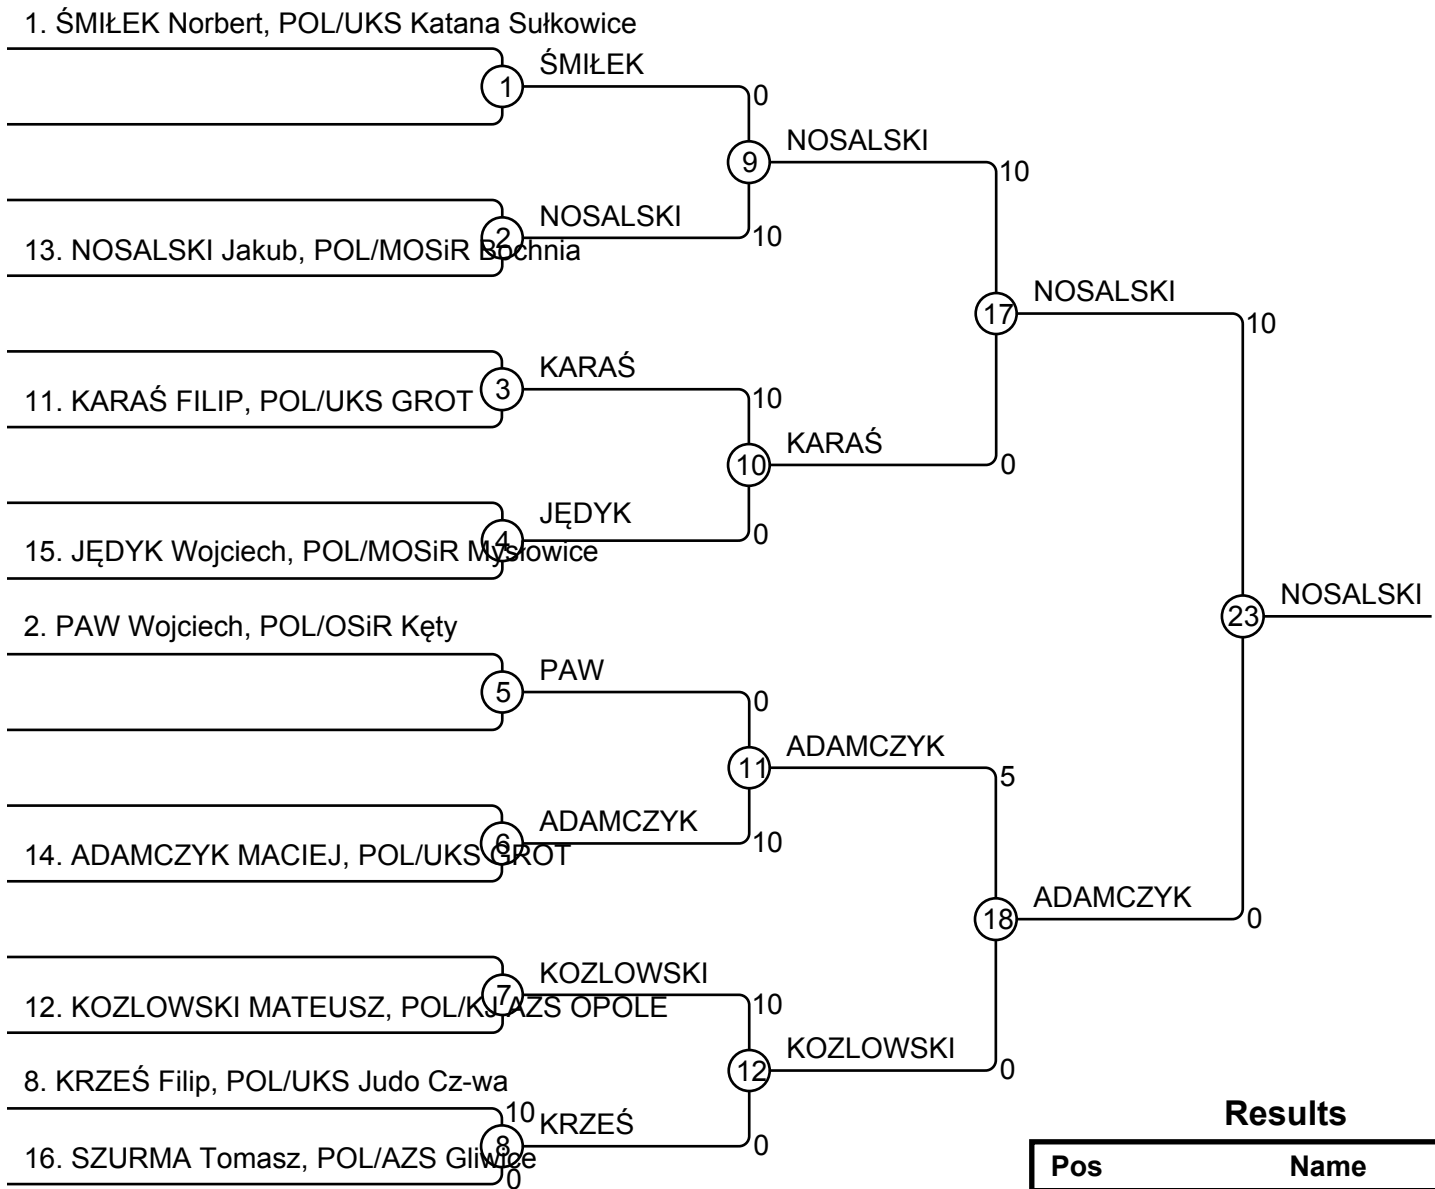 1. ŚMIŁEK Norbert, POL/UKS Katana Sułkowice
1
ŚMIŁEK
0
9
NOSALSKI
10
2
NOSALSKI
10
13. NOSALSKI Jakub, POL/MOSiR Bochnia
17
NOSALSKI
10
3
KARAŚ
10
11. KARAŚ FILIP, POL/UKS GROT
10
KARAŚ
0
4
JĘDYK
0
15. JĘDYK Wojciech, POL/MOSiR Mysłowice
23
NOSALSKI
2. PAW Wojciech, POL/OSiR Kęty
5
PAW
0
11
ADAMCZYK
5
6
ADAMCZYK
10
14. ADAMCZYK MACIEJ, POL/UKS GROT
18
ADAMCZYK
0
7
KOZLOWSKI
10
12. KOZLOWSKI MATEUSZ, POL/KJ AZS OPOLE
12
KOZLOWSKI
0
8. KRZEŚ Filip, POL/UKS Judo Cz-wa
10
8
KRZEŚ
0
16. SZURMA Tomasz, POL/AZS Gliwice
0
Results
Pos Name